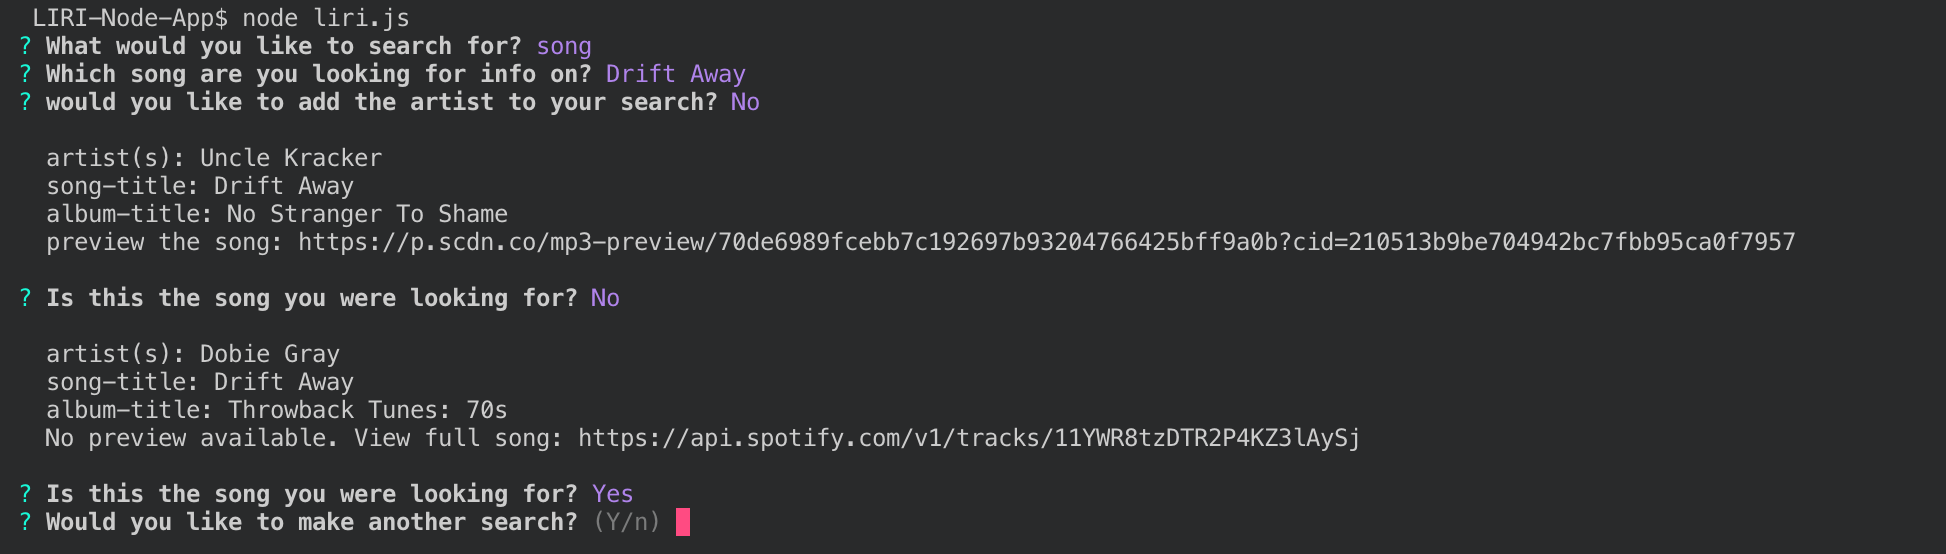 LIRI-Node-App$ node liri.js
? What would you like to search for? song
? Which song are you looking for info on? Drift Away
? would you like to add the artist to your search? No
artist(s): Uncle Kracker
song-title: Drift Away
album-title: No Stranger To Shame
preview the song: https://p.scdn.co/mp3-preview/70de6989fcebb7c192697b93204766425bff9a0b?cid=210513b9be704942bc7fbb95ca0f7957
? Is this the song you were looking for? No
artist(s): Dobie Gray
song-title: Drift Away
album-title: Throwback Tunes: 70s
No preview available. View full song: https://api.spotify.com/v1/tracks/11YWR8tzDTR2P4KZ3lAySj
? Is this the song you were looking for? Yes
? Would you like to make another search? (Y/n)